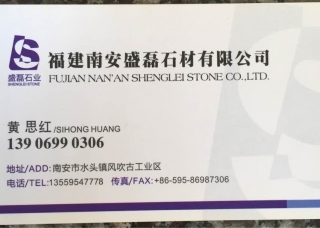 盛磊石业
SHENGLEI STONE
福建南安盛磊石材有限公司
FUJIAN NAN'AN SHENGLEI STONE CO.,LTD.
黄 思红/SIHONG HUANG
139 0699 0306
地址/ADD:南安市水头镇风吹古工业区
电话/TEL:13559547778 传真/FAX:+86-595-86987306